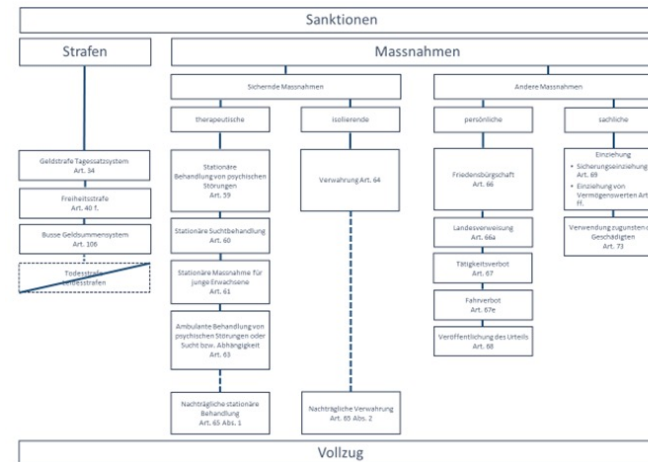 Sanktionen
Strafen
Massnahmen
Sichernde Massnahmen
Andere Massnahmen
therapeutische
isolierende
persönliche
sachliche
Geldstrafe Tagessatzsystem
Art. 34
Freiheitsstrafe
Art. 40 f.
Busse Geldsummensystem
Art. 106
Todesstrafe
Leibesstrafen
Stationäre
Behandlung von psychischen
Störungen
Art. 59
Stationäre Suchtbehandlung
Art. 60
Stationäre Massnahme für
junge Erwachsene
Art. 61
Ambulante Behandlung von
psychischen Störungen oder
Sucht bzw. Abhängigkeit
Art. 63
Nachträgliche stationäre
Behandlung
Art. 65 Abs. 1
Verwahrung Art. 64
Nachträgliche Verwahrung
Art. 65 Abs. 2
Friedensbürgschaft
Art. 66
Landesverweisung
Art. 66a
Tätigkeitsverbot
Art. 67
Fahrverbot
Art. 67e
Veröffentlichung des Urteils
Art. 68
Einziehung
• Sicherungseinziehung
Art. 69
• Einziehung von
Vermögenswerten Art
ff.
Verwendung zugunsten
Geschädigten
Art. 73
Vollzug